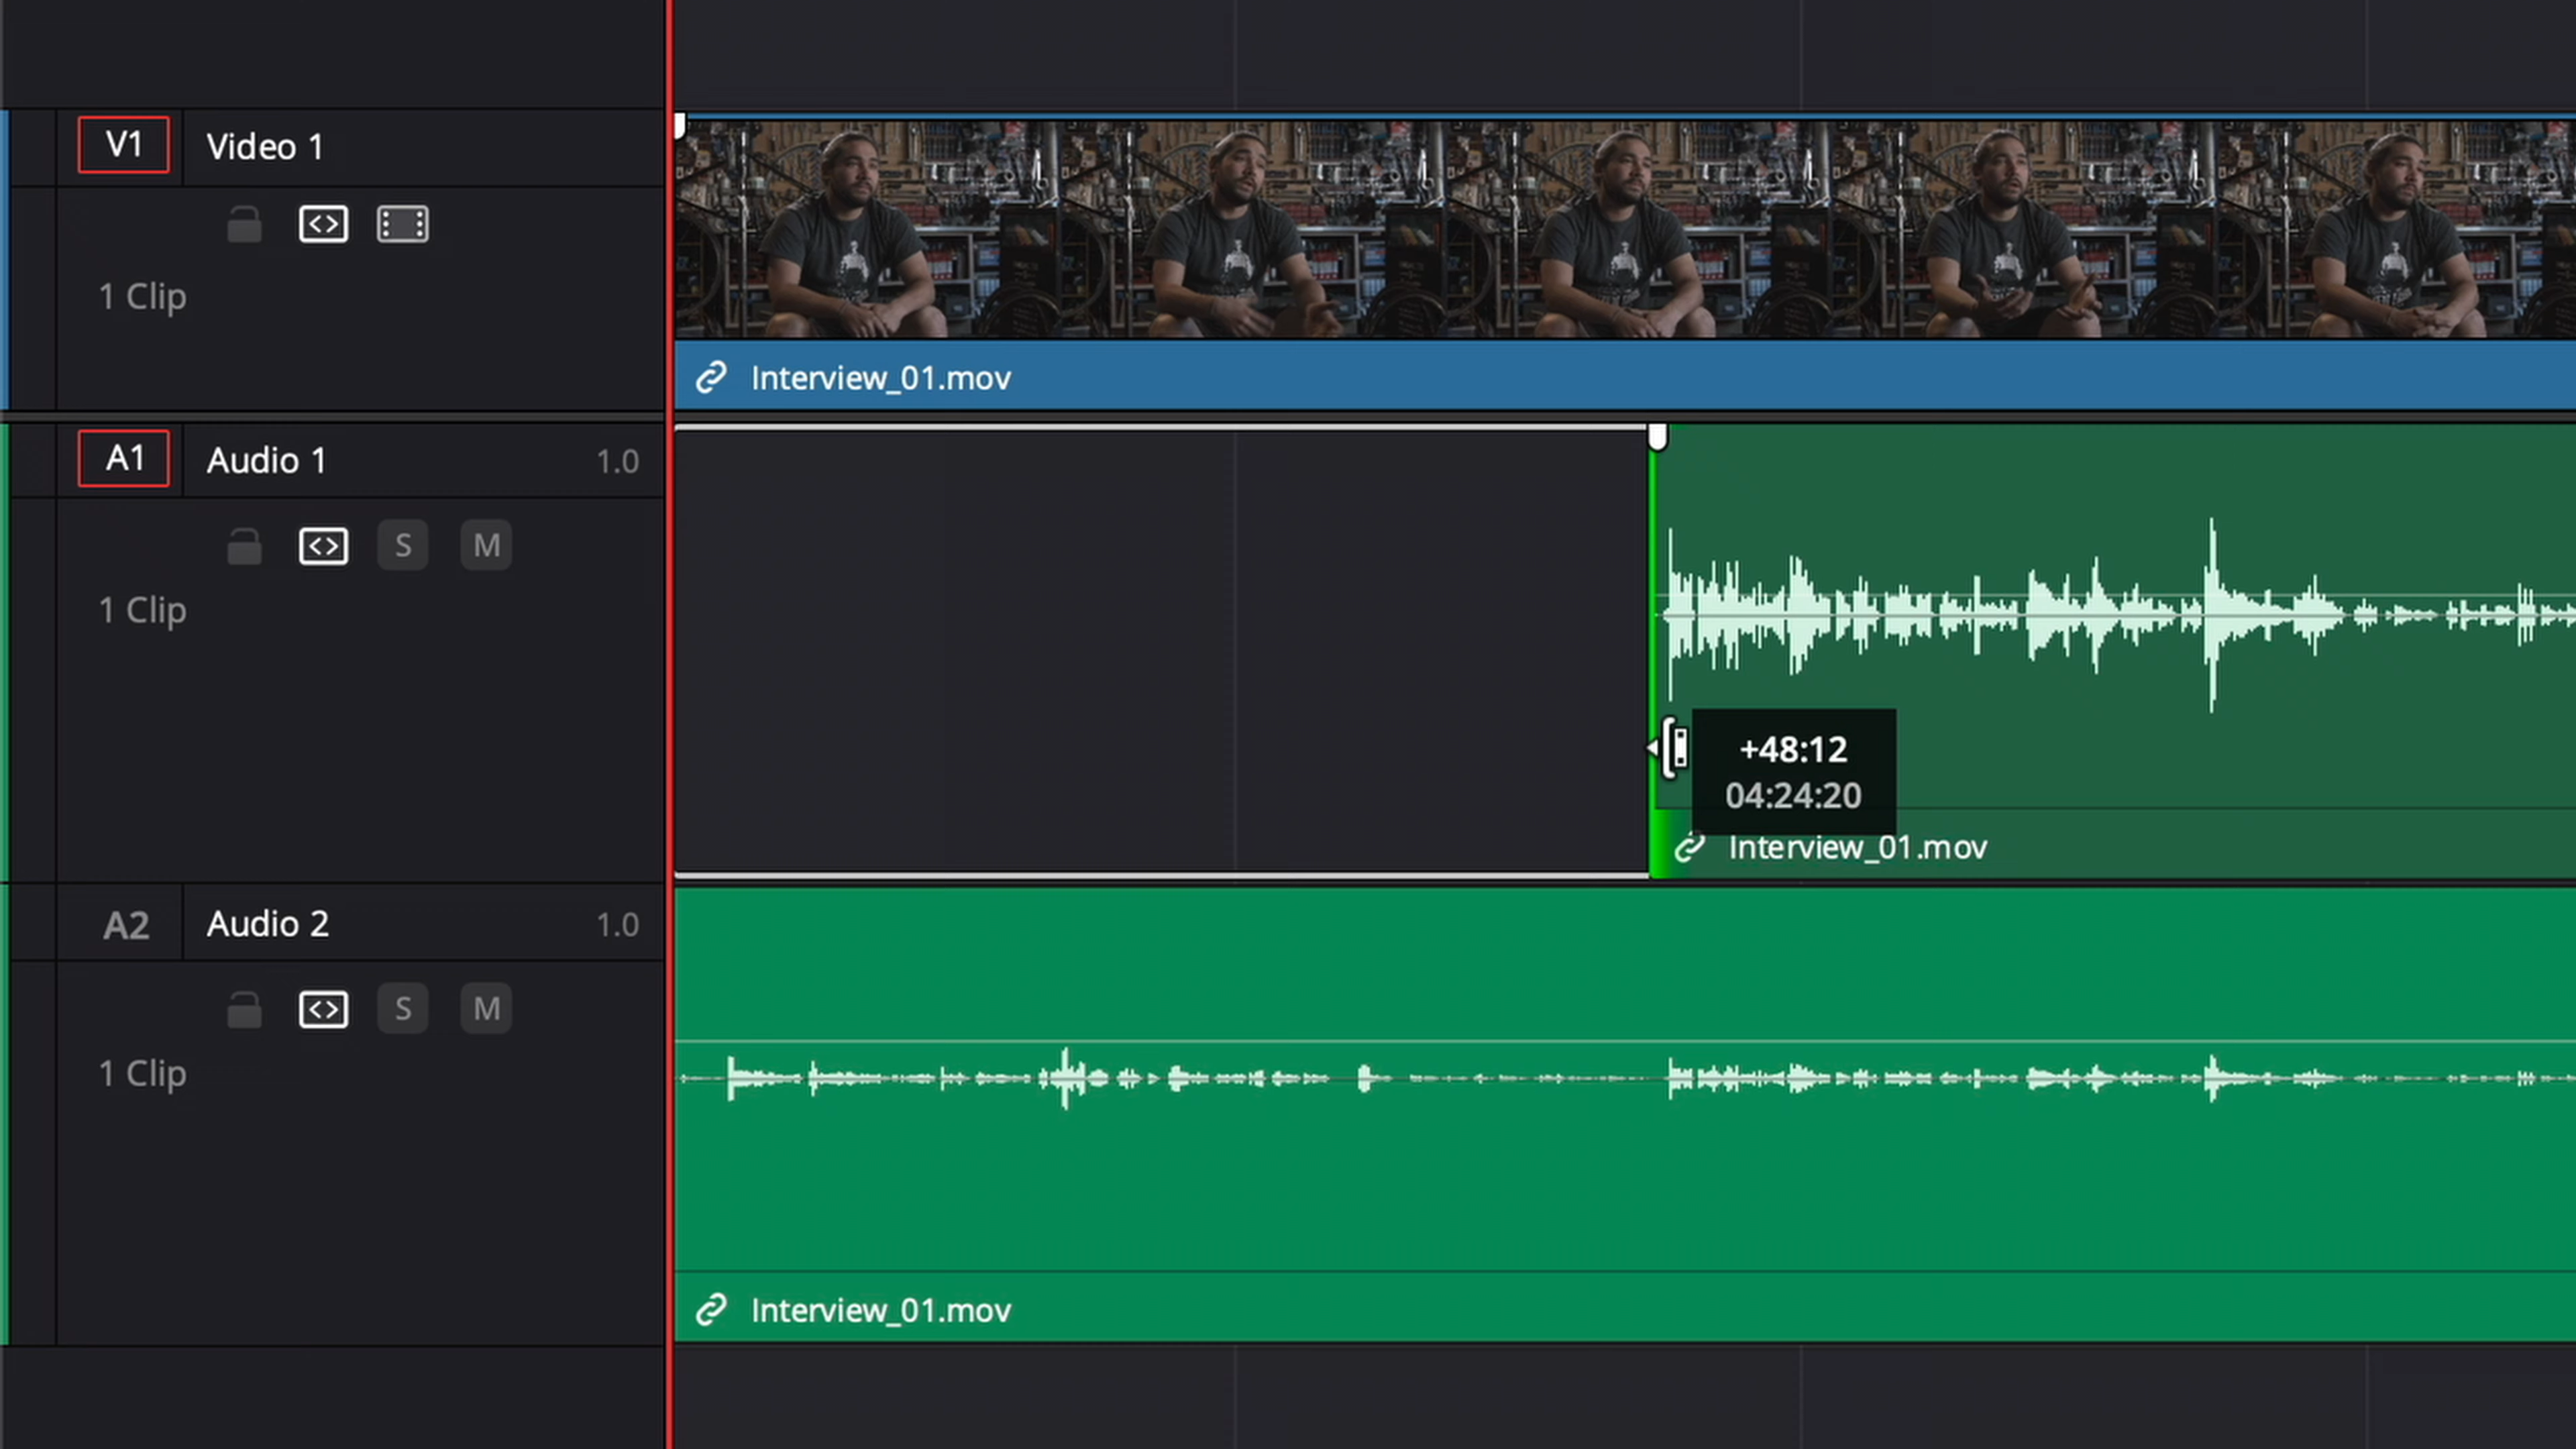 V1 Video 1
1 Clip
Interview_01.mov
A1 Audio 1 1.0
S M
1 Clip
+48:12
04:24:20
Interview_01.mov
A2 Audio 2 1.0
S M
1 Clip
Interview_01.mov